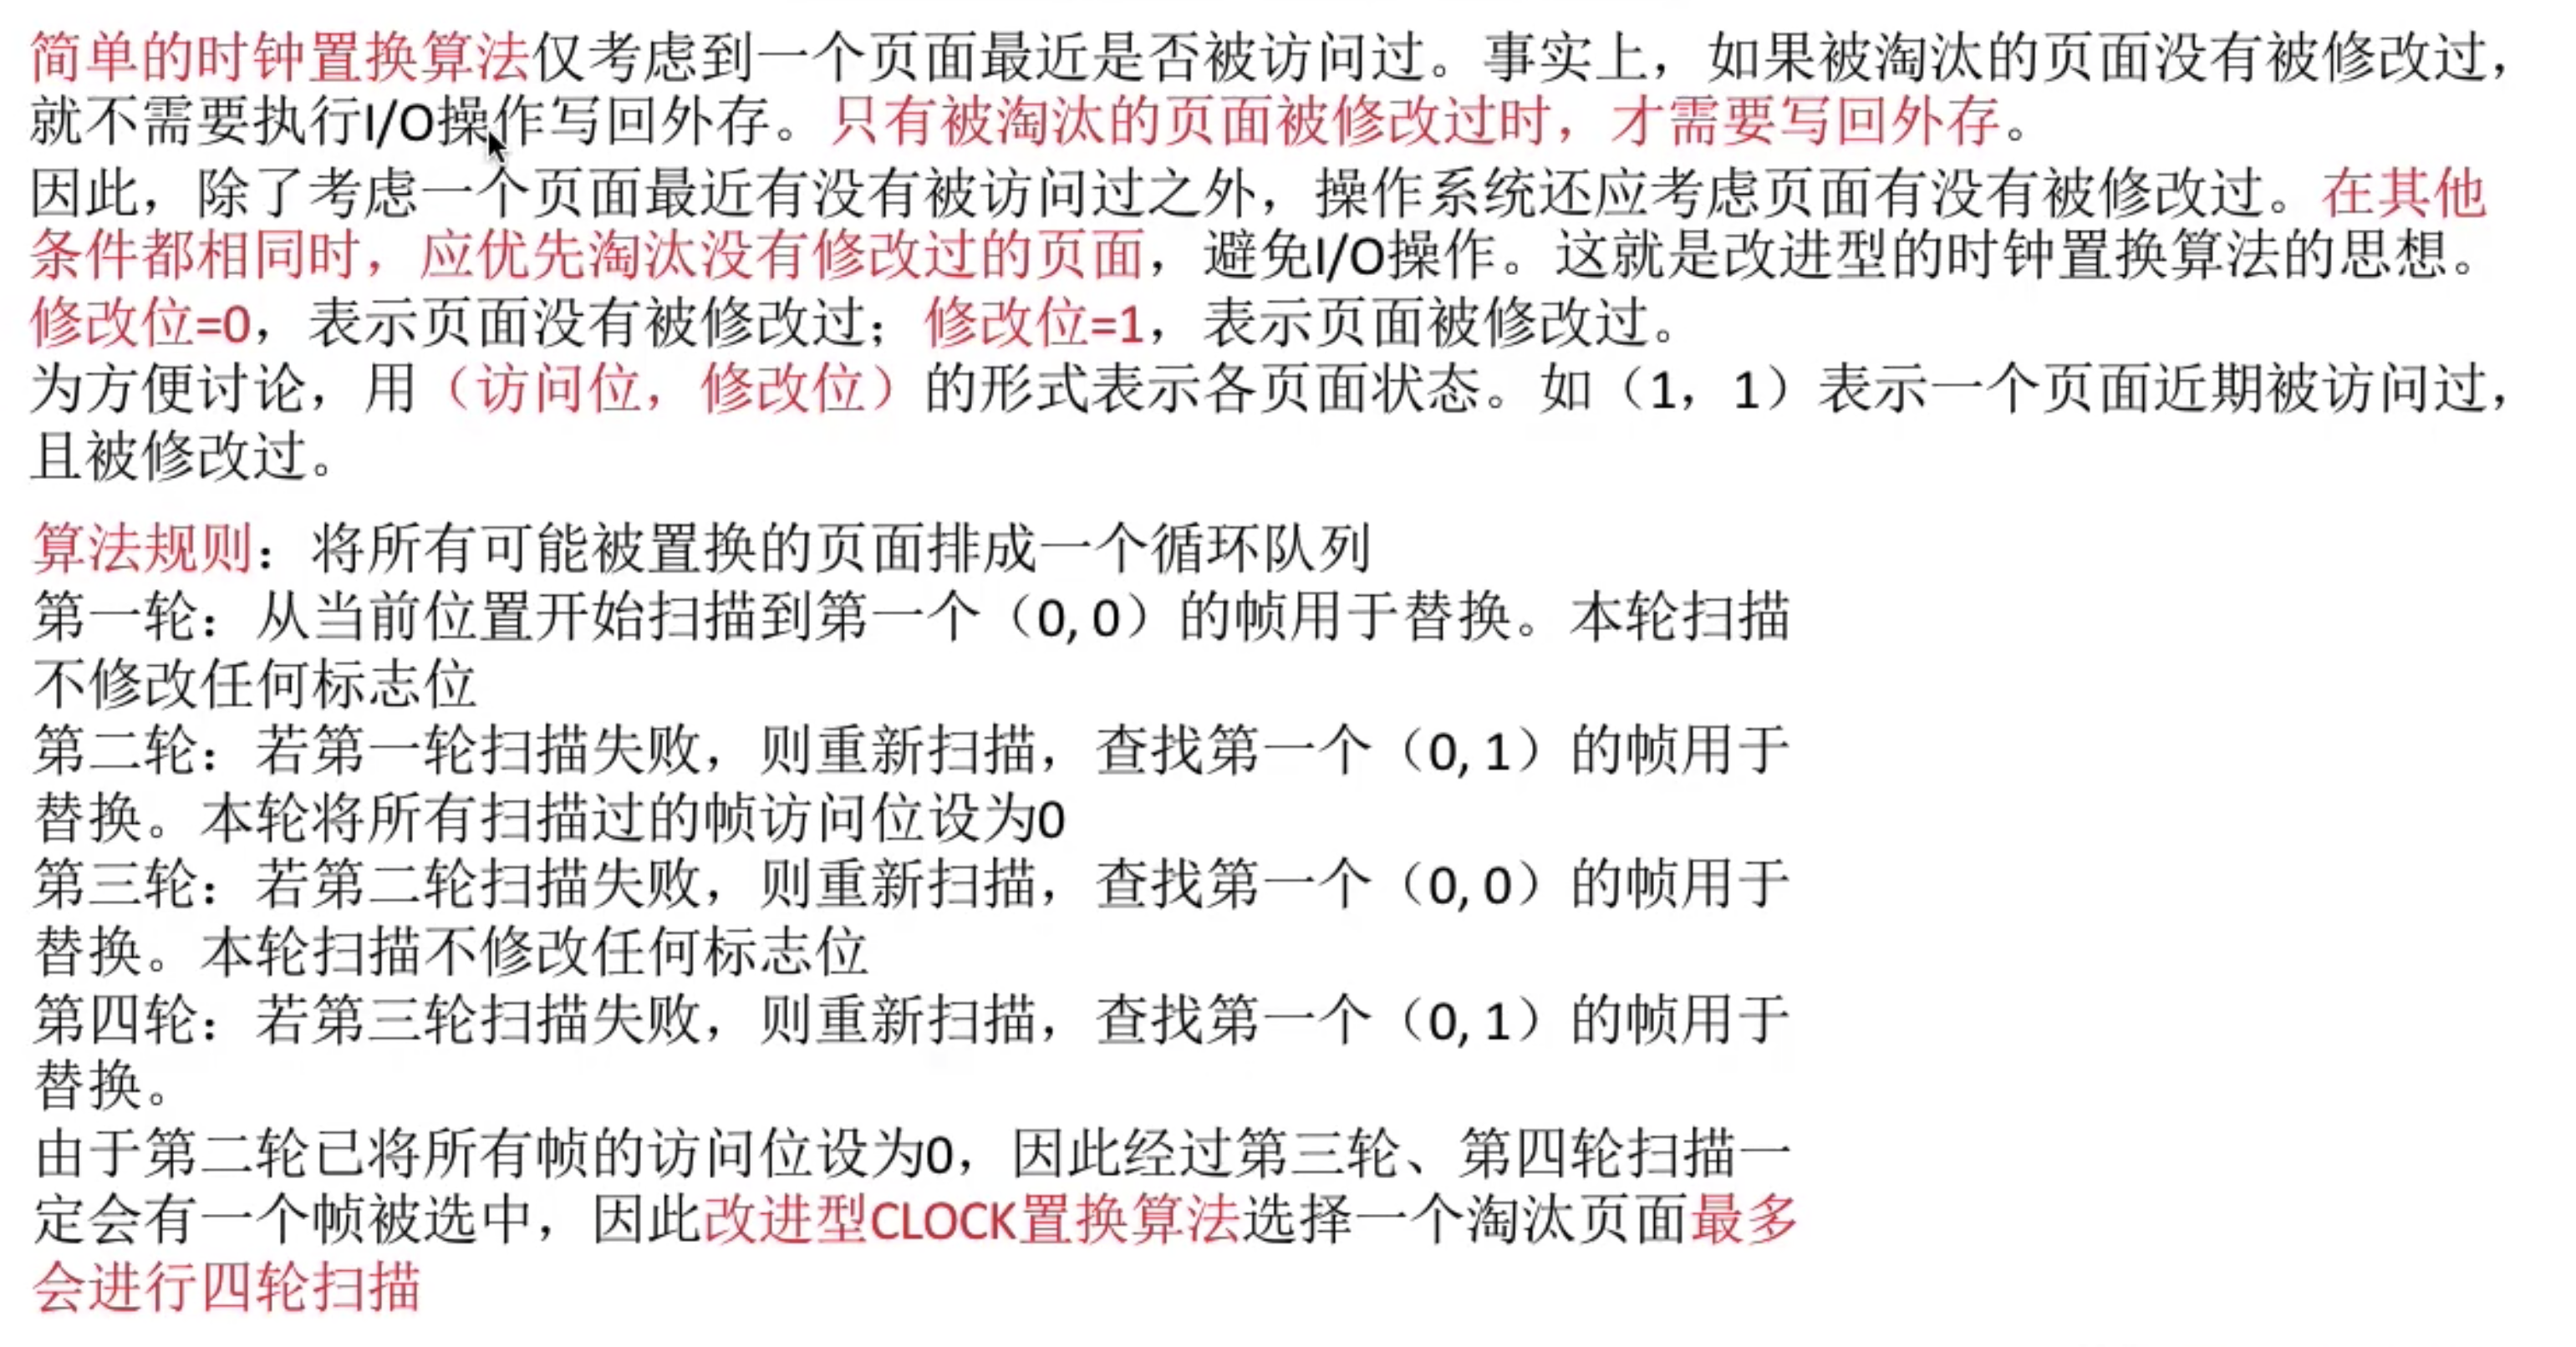 简单的时钟置换算法仅考虑到一个页面最近是否被访问过。事实上，如果被淘汰的页面没有被修改过，
就不需要执行I/O操作写回外存。只有被淘汰的页面被修改过时，才需要写回外存。
因此，除了考虑一个页面最近有没有被访问过之外，操作系统还应考虑页面有没有被修改过。在其他
条件都相同时，应优先淘汰没有修改过的页面，避免I/O操作。这就是改进型的时钟置换算法的思想。
修改位=0，表示页面没有被修改过；修改位=1，表示页面被修改过。
为方便讨论，用（访问位，修改位）的形式表示各页面状态。如（1，1）表示一个页面近期被访问过，
且被修改过。
算法规则：将所有可能被置换的页面排成一个循环队列
第一轮：从当前位置开始扫描到第一个（0, 0）的帧用于替换。本轮扫描
不修改任何标志位
第二轮：若第一轮扫描失败，则重新扫描，查找第一个（0, 1）的帧用于
替换。本轮将所有扫描过的帧访问位设为0
第三轮：若第二轮扫描失败，则重新扫描，查找第一个（0, 0）的帧用于
替换。本轮扫描不修改任何标志位
第四轮：若第三轮扫描失败，则重新扫描，查找第一个（0, 1）的帧用于
替换。
由于第二轮已将所有帧的访问位设为0，因此经过第三轮、第四轮扫描一
定会有一个帧被选中，因此改进型CLOCK置换算法选择一个淘汰页面最多
会进行四轮扫描